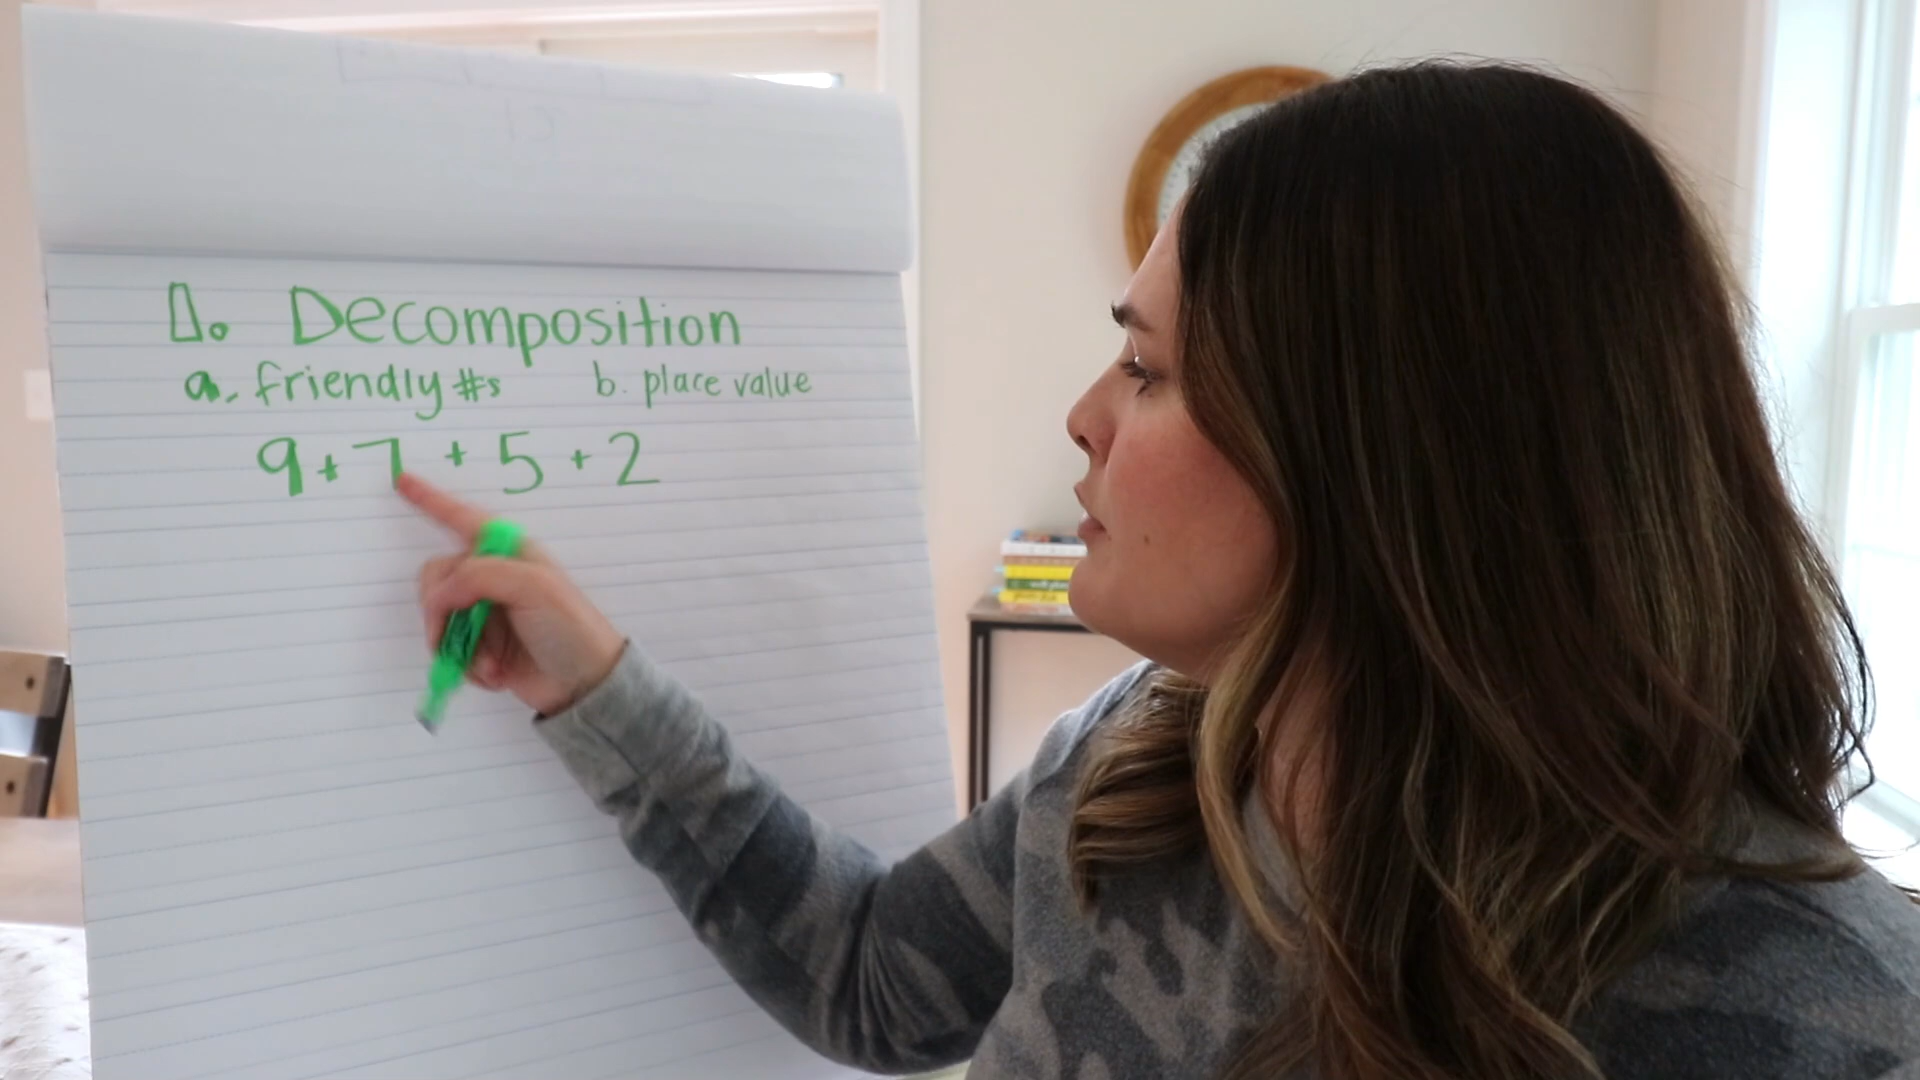 1. Decomposition
a. friendly #s b. place value
9 + 7 + 5 + 2